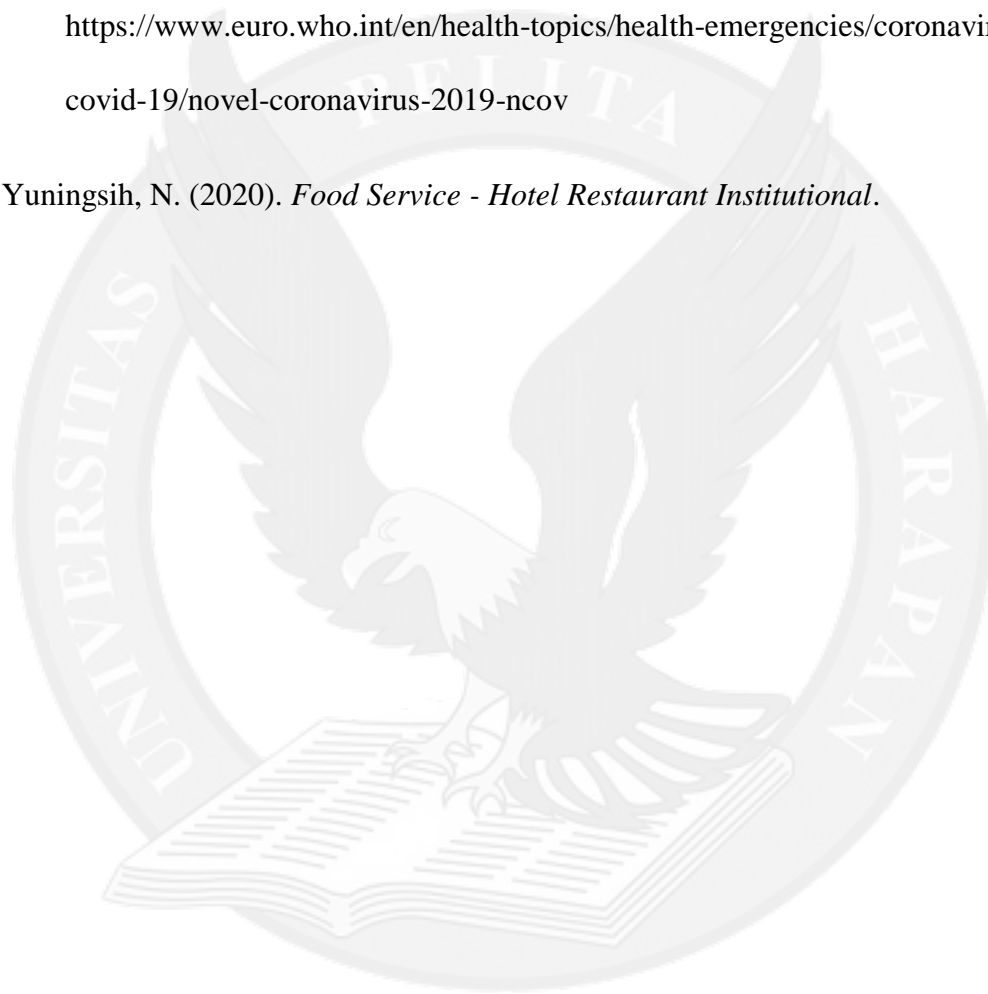 https://www.euro.who.int/en/health-topics/health-emergencies/coronavir
covid-19/novel-coronavirus-2019-ncov
Yuningsih, N. (2020). Food Service - Hotel Restaurant Institutional.
UNIVERSITAS PELITA HARAPAN